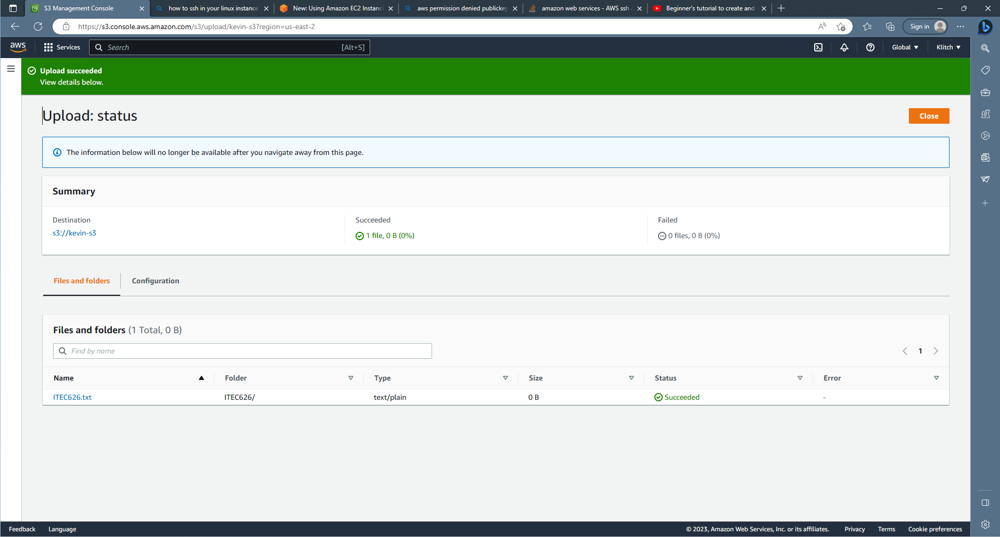 S3 Management Console
how to ssh in your linux instance
New: Using Amazon EC2 Instance
aws permission denied publickey
amazon web services - AWS ssh
Beginner's tutorial to create and
https://s3.console.aws.amazon.com/s3/upload/kevin-s3?region=us-east-2
Sign in
aws
Services
Search
[Alt+S]
Global
Klitch
Upload succeeded
View details below.
Upload: status
Close
The information below will no longer be available after you navigate away from this page.
Summary
Destination
s3://kevin-s3
Succeeded
1 file, 0 B (0%)
Failed
0 files, 0 B (0%)
Files and folders
Configuration
Files and folders (1 Total, 0 B)
Find by name
1
Name Folder Type Size Status Error
ITEC626.txt ITEC626/ text/plain 0 B Succeeded -
Feedback
Language
© 2023, Amazon Web Services, Inc. or its affiliates.
Privacy
Terms
Cookie preferences